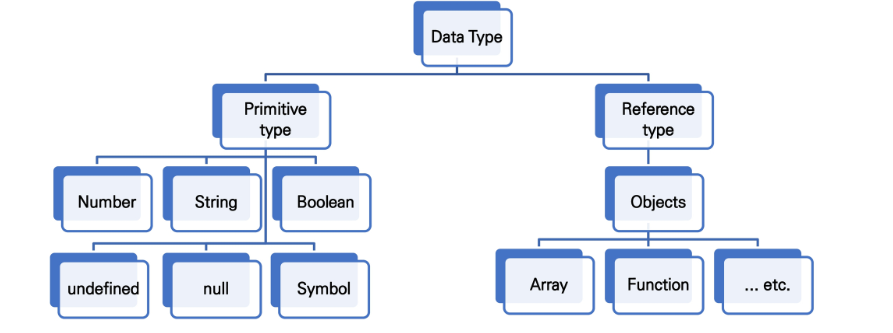 Data Type
Primitive
type
Reference
type
Number
String
Boolean
Objects
undefined
null
Symbol
Array
Function
... etc.